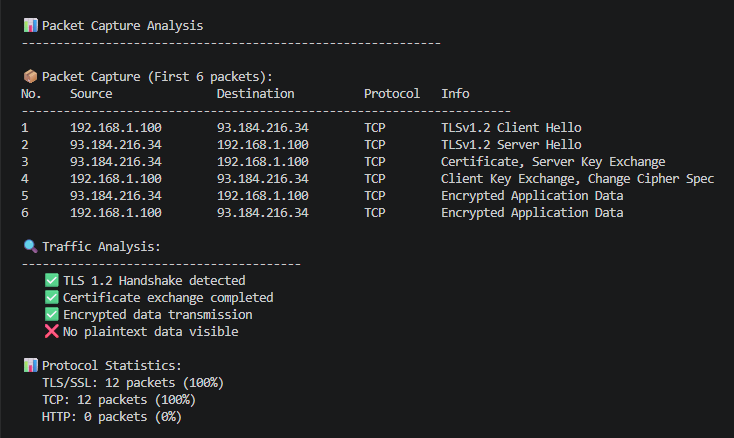 📊 Packet Capture Analysis
------------------------------------------------------------
📦 Packet Capture (First 6 packets):
No.    Source               Destination          Protocol   Info
----------------------------------------------------------------------
1      192.168.1.100        93.184.216.34        TCP        TLSv1.2 Client Hello
2      93.184.216.34        192.168.1.100        TCP        TLSv1.2 Server Hello
3      93.184.216.34        192.168.1.100        TCP        Certificate, Server Key Exchange
4      192.168.1.100        93.184.216.34        TCP        Client Key Exchange, Change Cipher Spec
5      93.184.216.34        192.168.1.100        TCP        Encrypted Application Data
6      192.168.1.100        93.184.216.34        TCP        Encrypted Application Data
🔍 Traffic Analysis:
----------------------------------------
✅ TLS 1.2 Handshake detected
✅ Certificate exchange completed
✅ Encrypted data transmission
❌ No plaintext data visible
📊 Protocol Statistics:
TLS/SSL: 12 packets (100%)
TCP: 12 packets (100%)
HTTP: 0 packets (0%)